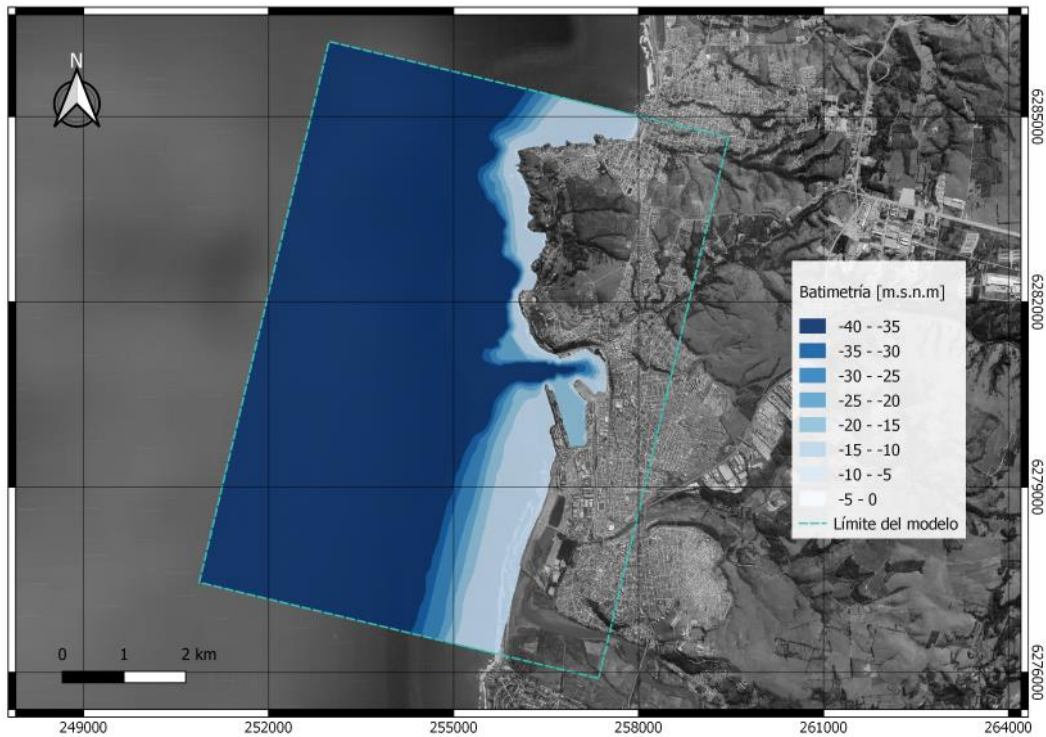 N
6285000
6282000
6279000
6276000
Batimetría [m.s.n.m]
-40 - -35
-35 - -30
-30 - -25
-25 - -20
-20 - -15
-15 - -10
-10 - -5
-5 - 0
Límite del modelo
0 1 2 km
249000 252000 255000 258000 261000 264000